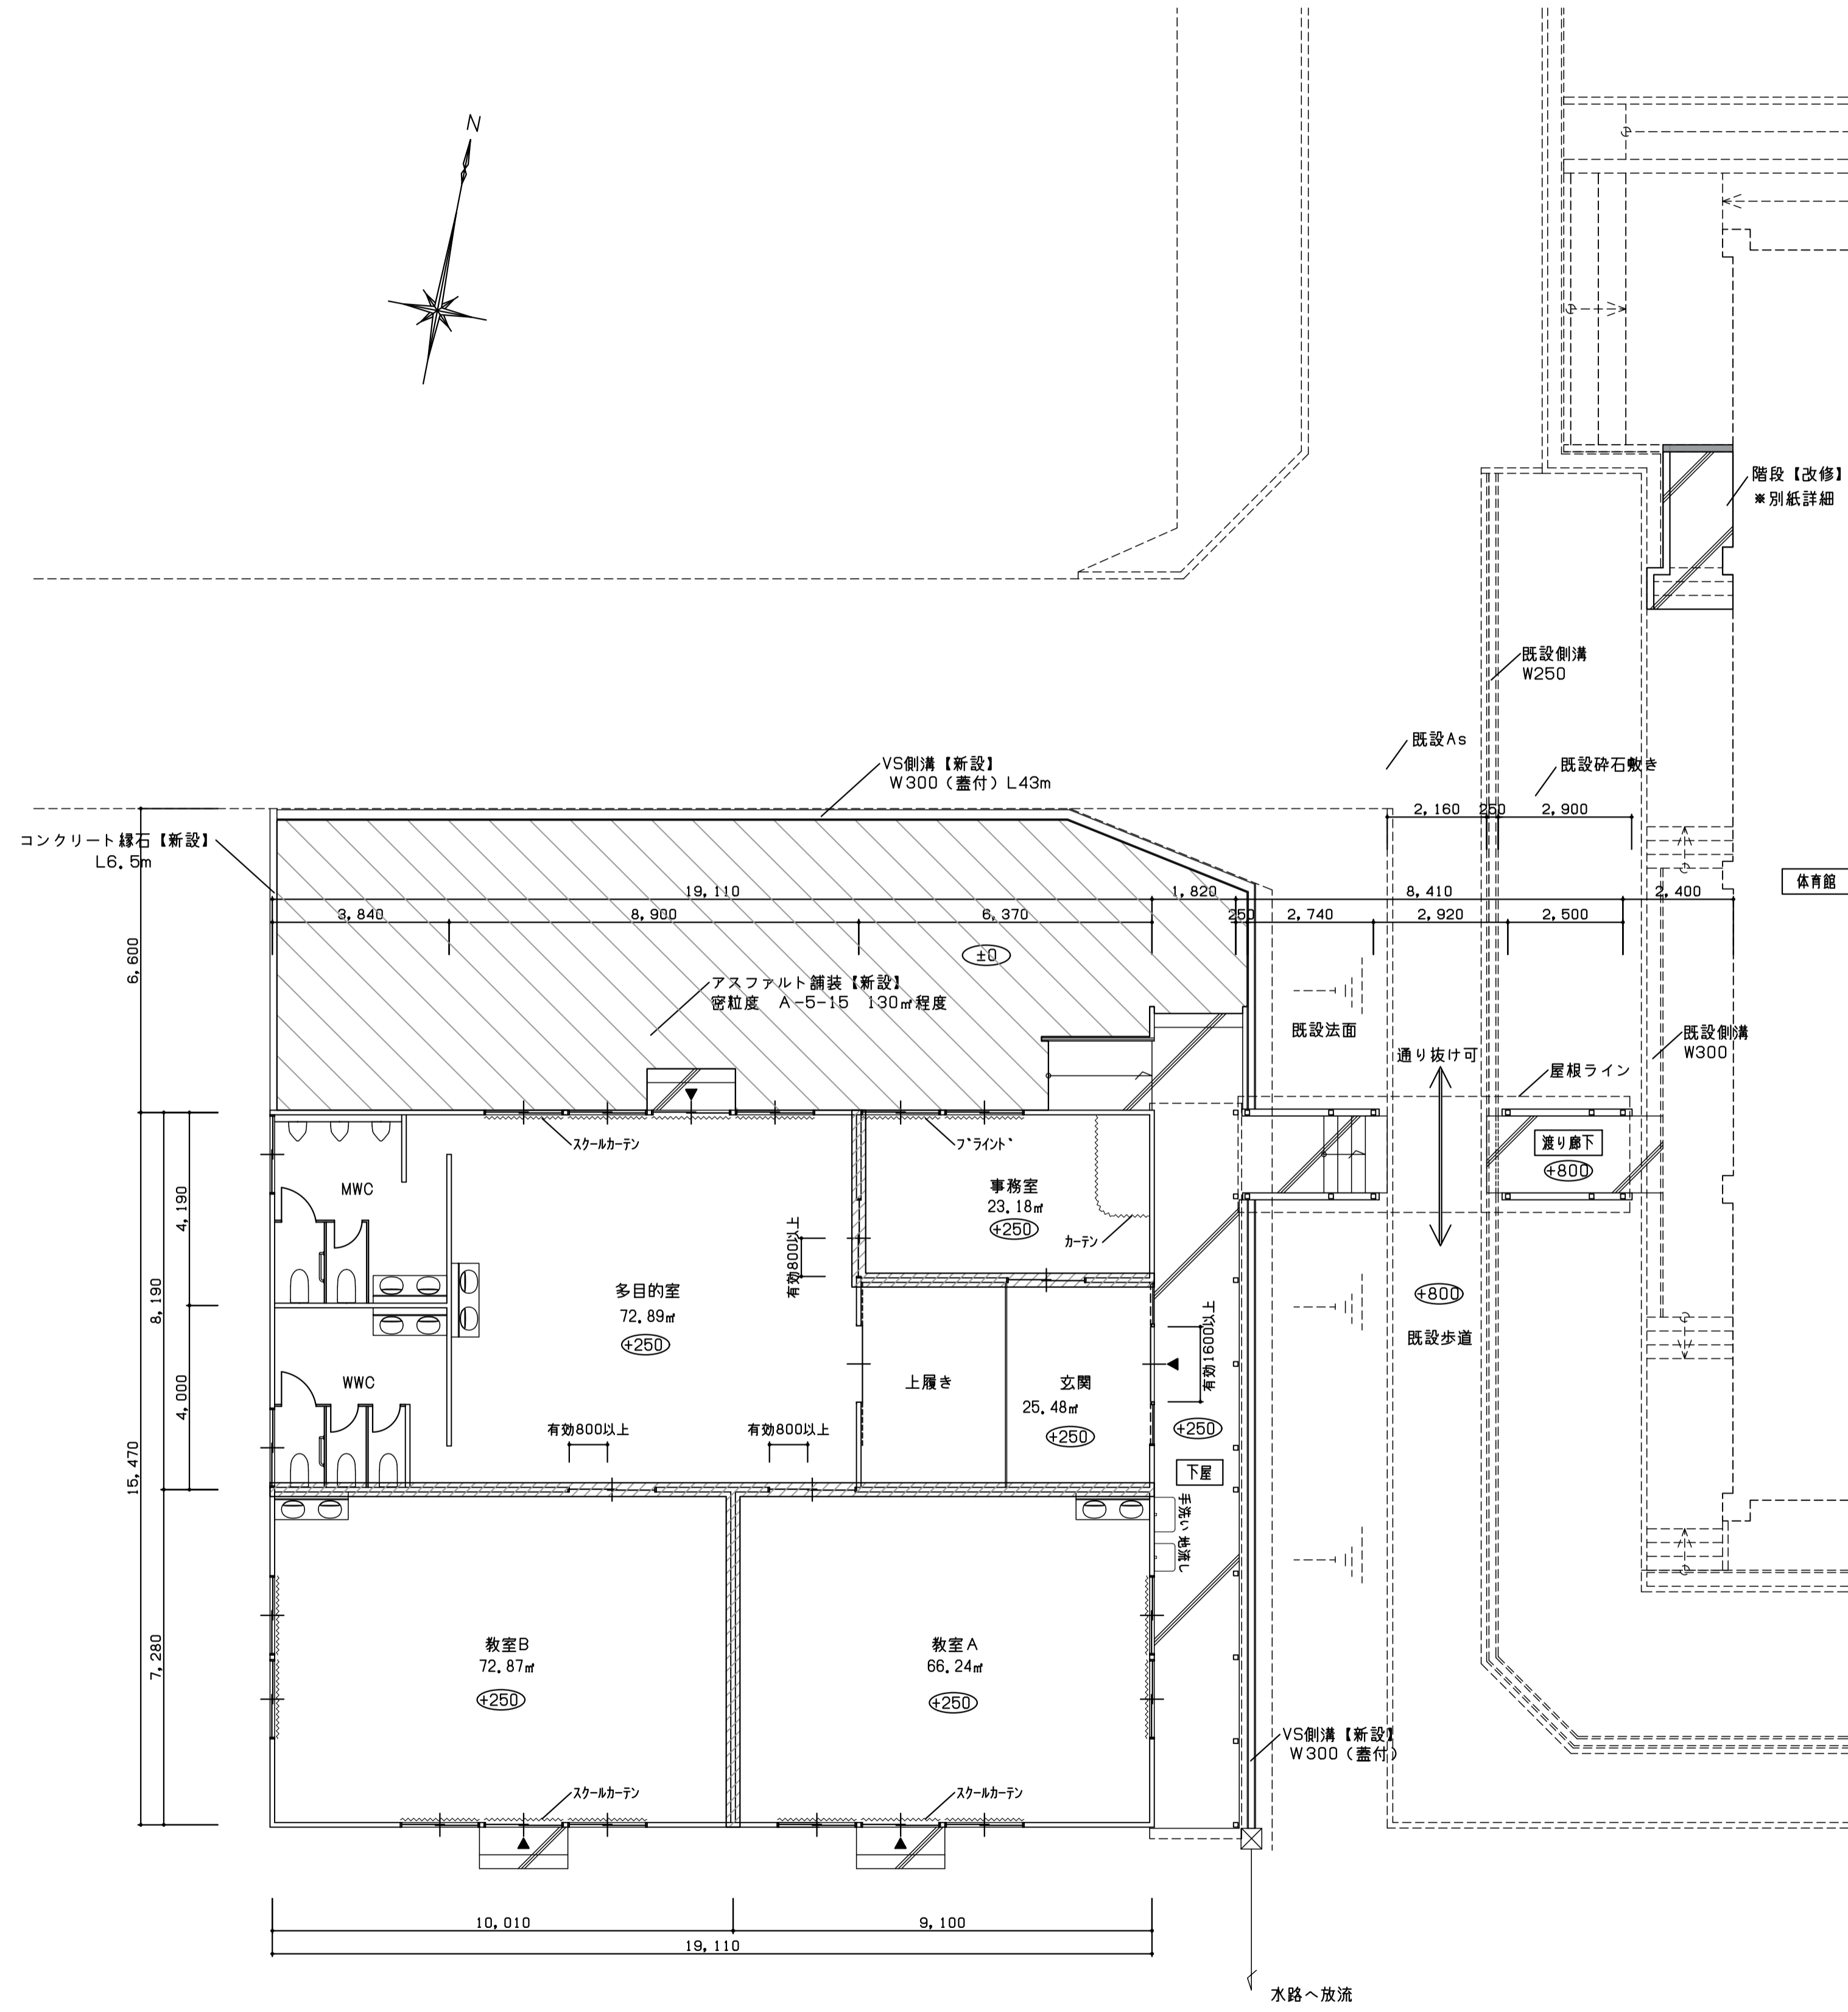 N
階段【改修】
※別紙詳細
既設側溝
W250
既設As
既設砕石敷き
VS側溝【新設】
W300（蓋付）L43m
コンクリート縁石【新設】
L6.5m
2,160 250 2,900
体育館
19,110 1,820 8,410 2,400
3,840 8,900 6,370 250 2,740 2,920 2,500
6,600
±0
アスファルト舗装【新設】
密粒度 A-5-15 130㎡程度
既設法面
既設側溝
W300
通り抜け可
屋根ライン
スクールカーテン
ブラインド
渡り廊下
+800
MWC
事務室
23.18㎡
+250
カーテン
有効800以上
4,190
8,190
多目的室
72.89㎡
+250
+800
既設歩道
有効1600以上
WWC
上履き
玄関
25.48㎡
+250
4,000
有効800以上
有効800以上
+250
15,470
下屋
手洗い
地流し
7,280
教室B
72.87㎡
+250
教室A
66.24㎡
+250
VS側溝【新設】
W300（蓋付）
スクールカーテン
スクールカーテン
10,010 9,100
19,110
水路へ放流